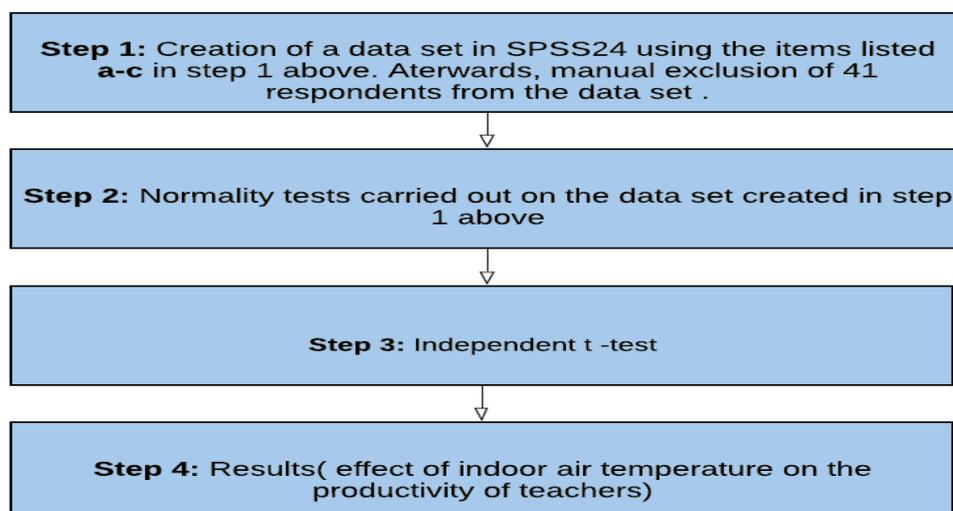 Step 1: Creation of a data set in SPSS24 using the items listed
a-c in step 1 above. Aterwards, manual exclusion of 41
respondents from the data set .
Step 2: Normality tests carried out on the data set created in step
1 above
Step 3: Independent t -test
Step 4: Results( effect of indoor air temperature on the
productivity of teachers)